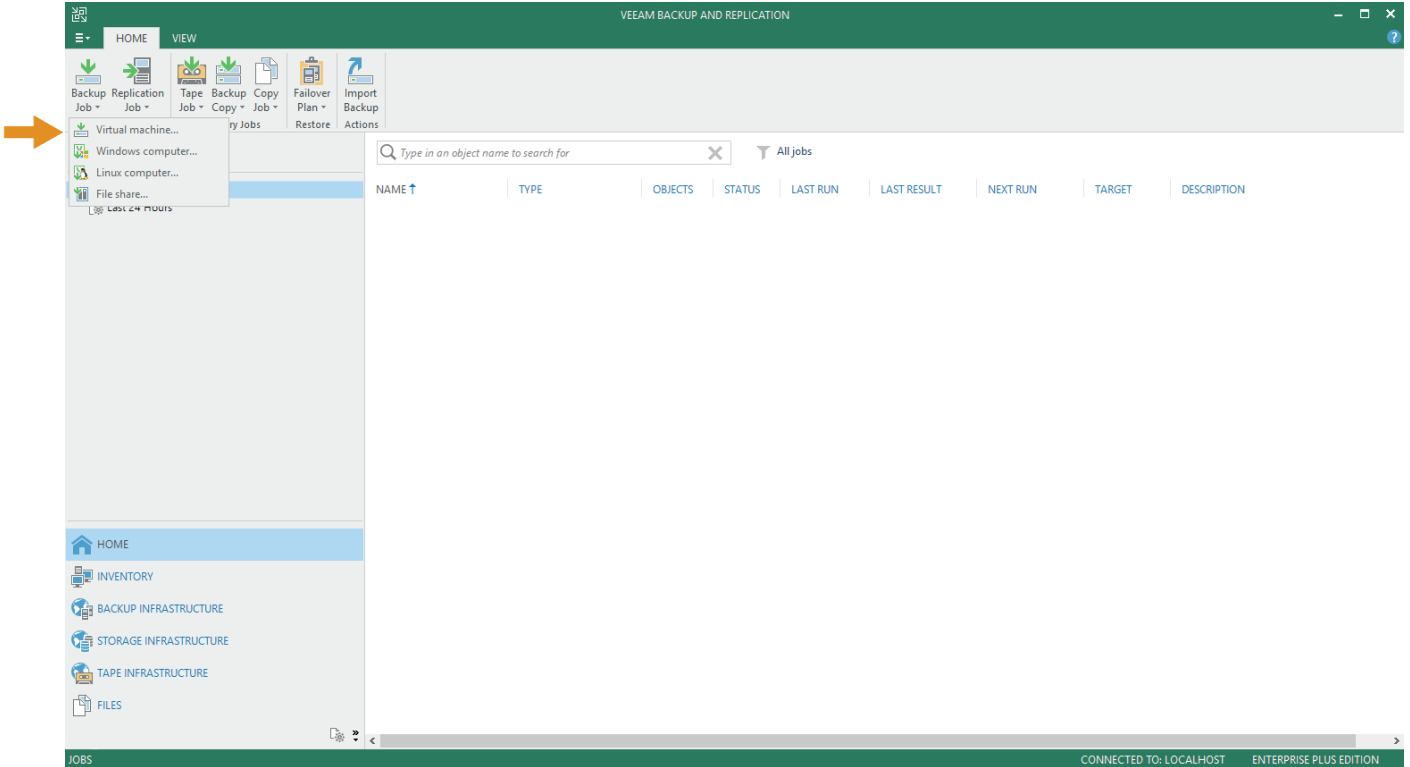 VEEAM BACKUP AND REPLICATION
HOME VIEW
Backup Job
Replication Job
Tape Job
Backup Copy
Copy Job
Failover Plan
Import Backup
ry Jobs
Restore
Actions
Virtual machine...
Windows computer...
Linux computer...
File share...
Last 24 Hours
Type in an object name to search for
All jobs
NAME TYPE OBJECTS STATUS LAST RUN LAST RESULT NEXT RUN TARGET DESCRIPTION
HOME
INVENTORY
BACKUP INFRASTRUCTURE
STORAGE INFRASTRUCTURE
TAPE INFRASTRUCTURE
FILES
JOBS
CONNECTED TO: LOCALHOST
ENTERPRISE PLUS EDITION